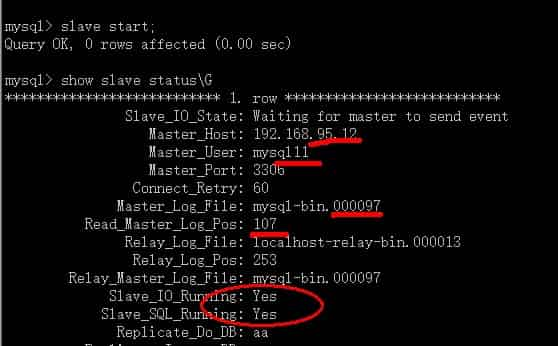 mysql> slave start;
Query OK, 0 rows affected (0.00 sec)
mysql> show slave status\G
*************************** 1. row ***************************
Slave_IO_State: Waiting for master to send event
Master_Host: 192.168.95.12
Master_User: mysql11
Master_Port: 3306
Connect_Retry: 60
Master_Log_File: mysql-bin.000097
Read_Master_Log_Pos: 107
Relay_Log_File: localhost-relay-bin.000013
Relay_Log_Pos: 253
Relay_Master_Log_File: mysql-bin.000097
Slave_IO_Running: Yes
Slave_SQL_Running: Yes
Replicate_Do_DB: aa